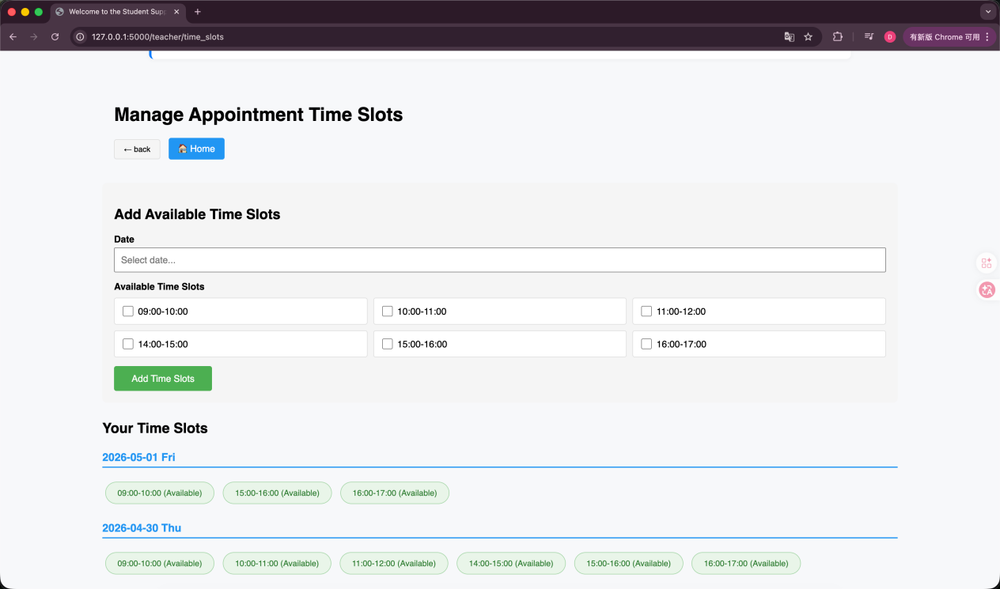 Welcome to the Student Supp
127.0.0.1:5000/teacher/time_slots
D
有新版 Chrome 可用
Manage Appointment Time Slots
← back
🏠 Home
Add Available Time Slots
Date
Select date...
Available Time Slots
09:00-10:00
10:00-11:00
11:00-12:00
14:00-15:00
15:00-16:00
16:00-17:00
Add Time Slots
Your Time Slots
2026-05-01 Fri
09:00-10:00 (Available)
15:00-16:00 (Available)
16:00-17:00 (Available)
2026-04-30 Thu
09:00-10:00 (Available)
10:00-11:00 (Available)
11:00-12:00 (Available)
14:00-15:00 (Available)
15:00-16:00 (Available)
16:00-17:00 (Available)